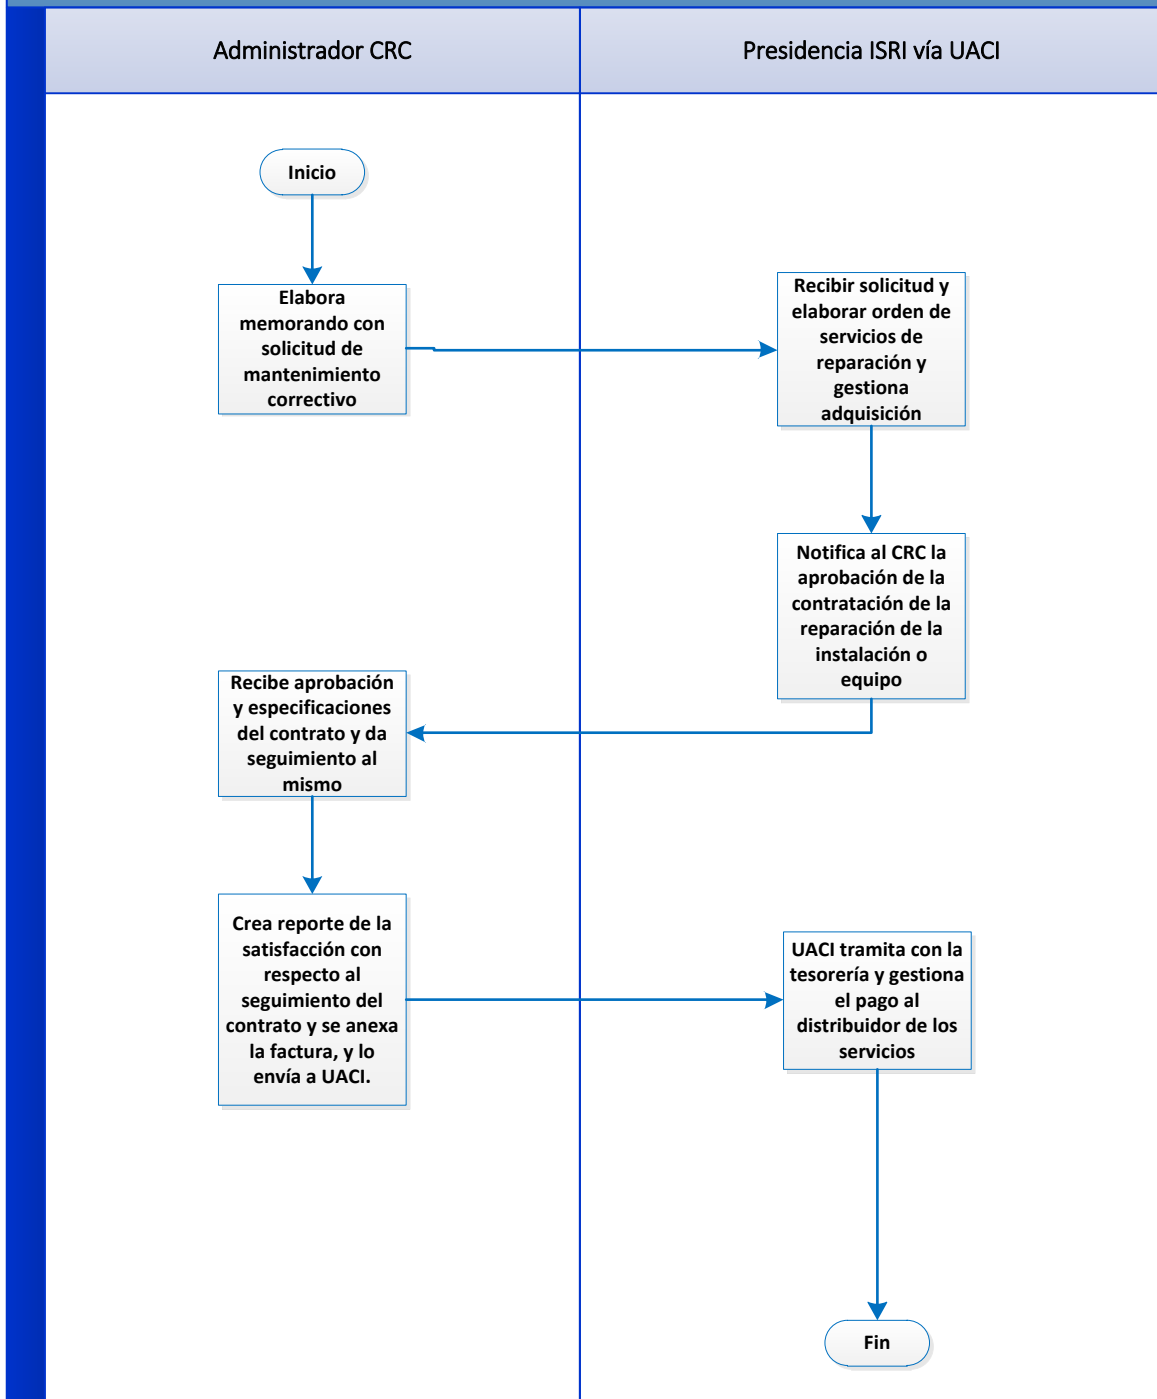 Administrador CRC
Presidencia ISRI vía UACI
Inicio
Elabora
memorando con
solicitud de
mantenimiento
correctivo
Recibir solicitud y
elaborar orden de
servicios de
reparación y
gestiona
adquisición
Notifica al CRC la
aprobación de la
contratación de la
reparación de la
instalación o
equipo
Recibe aprobación
y especificaciones
del contrato y da
seguimiento al
mismo
Crea reporte de la
satisfacción con
respecto al
seguimiento del
contrato y se anexa
la factura, y lo
envía a UACI.
UACI tramita con la
tesorería y gestiona
el pago al
distribuidor de los
servicios
Fin